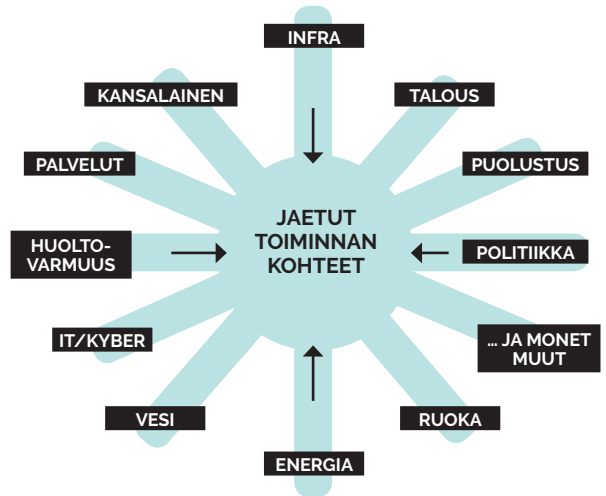 INFRA
KANSALAINEN
TALOUS
PALVELUT
PUOLUSTUS
JAETUT
TOIMINNAN
KOHTEET
HUOLTO-
VARMUUS
POLITIIKKA
IT/KYBER
... JA MONET
MUUT
VESI
RUOKA
ENERGIA